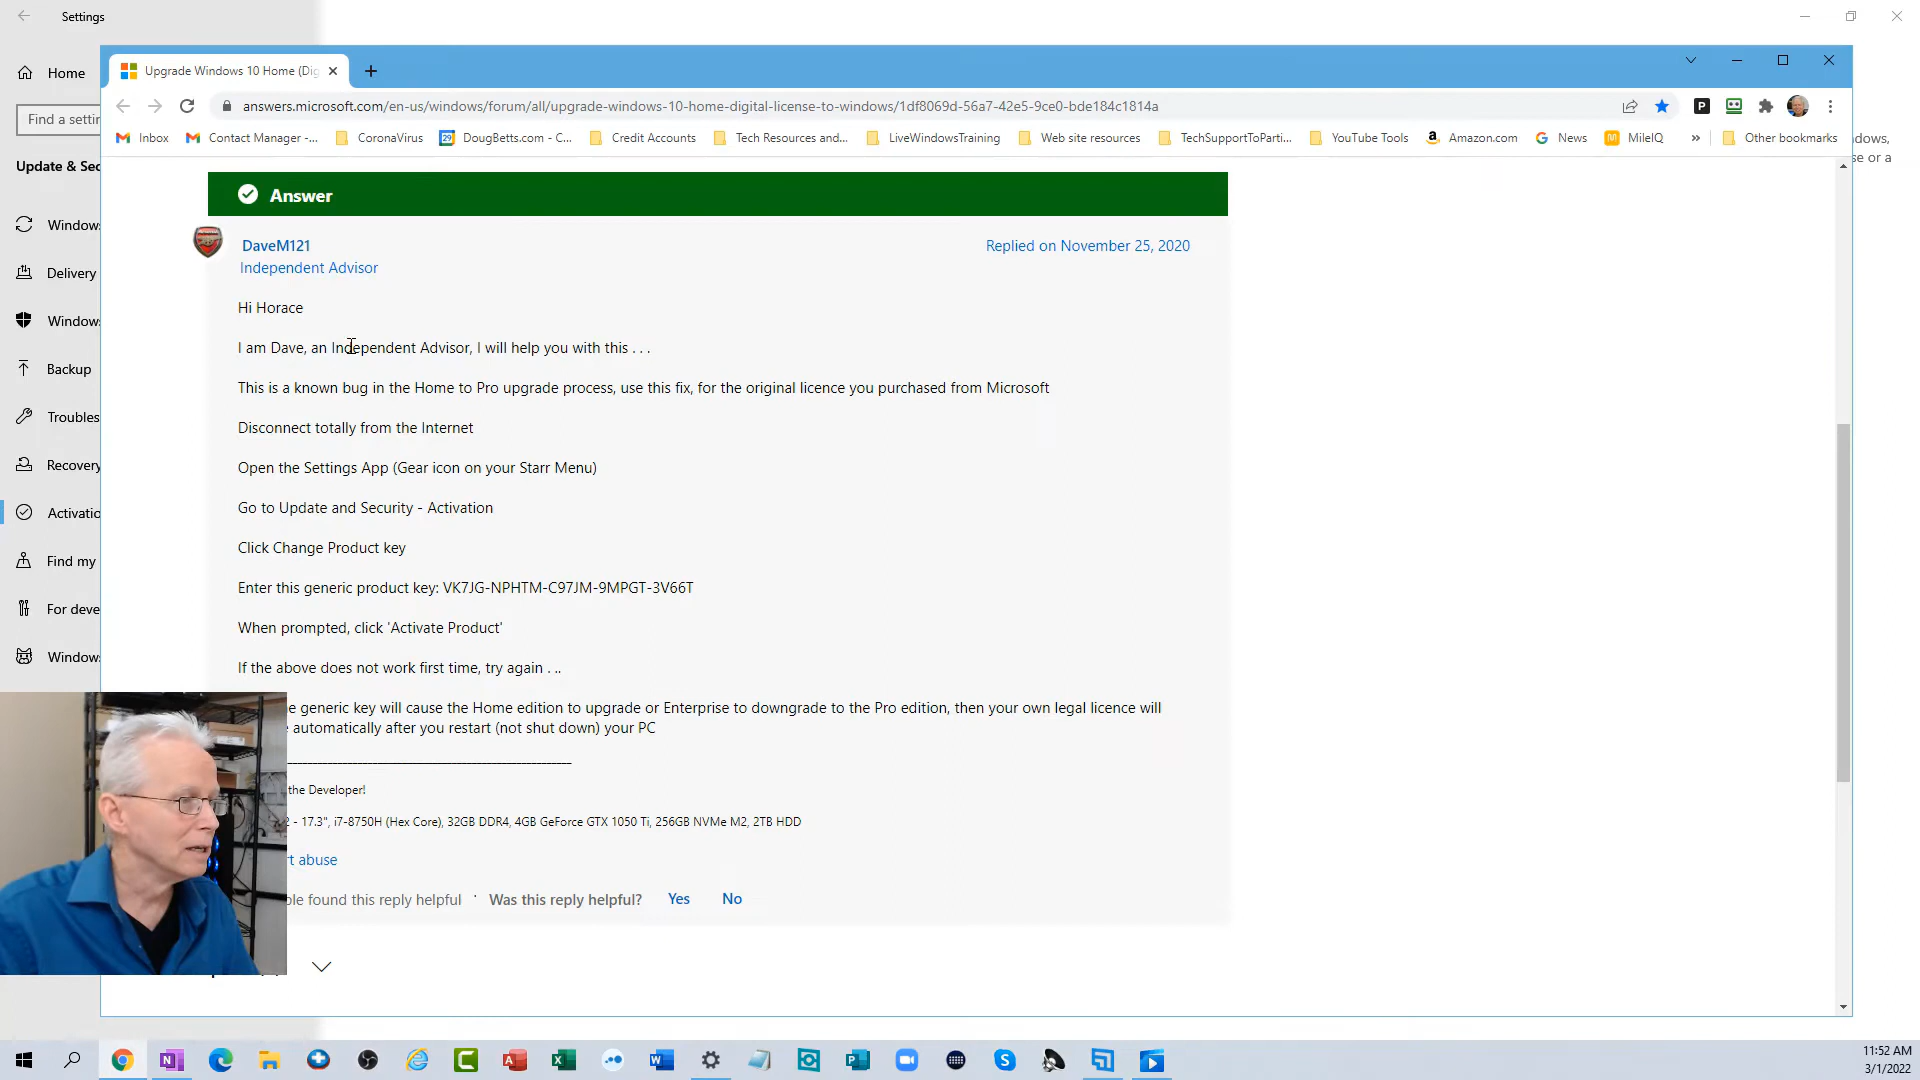 Settings
Home
Find a settin
Update & Sec
Window
Delivery
Window
Backup
Troubles
Recovery
Activatio
Find my
For deve
Window
Upgrade Windows 10 Home (Dig
answers.microsoft.com/en-us/windows/forum/all/upgrade-windows-10-home-digital-license-to-windows/1df8069d-56a7-42e5-9ce0-bde184c1814a
Inbox
Contact Manager -...
CoronaVirus
DougBetts.com - C...
Credit Accounts
Tech Resources and...
LiveWindowsTraining
Web site resources
TechSupportToParti...
YouTube Tools
Amazon.com
News
MileIQ
»
Other bookmarks
dows,
se or a
Answer
DaveM121
Replied on November 25, 2020
Independent Advisor
Hi Horace
I am Dave, an Independent Advisor, I will help you with this . . .
This is a known bug in the Home to Pro upgrade process, use this fix, for the original licence you purchased from Microsoft
Disconnect totally from the Internet
Open the Settings App (Gear icon on your Starr Menu)
Go to Update and Security - Activation
Click Change Product key
Enter this generic product key: VK7JG-NPHTM-C97JM-9MPGT-3V66T
When prompted, click 'Activate Product'
If the above does not work first time, try again . ..
e generic key will cause the Home edition to upgrade or Enterprise to downgrade to the Pro edition, then your own legal licence will
automatically after you restart (not shut down) your PC
the Developer!
2 - 17.3", i7-8750H (Hex Core), 32GB DDR4, 4GB GeForce GTX 1050 Ti, 256GB NVMe M2, 2TB HDD
rt abuse
ple found this reply helpful
·
Was this reply helpful?
Yes
No
11:52 AM
3/1/2022